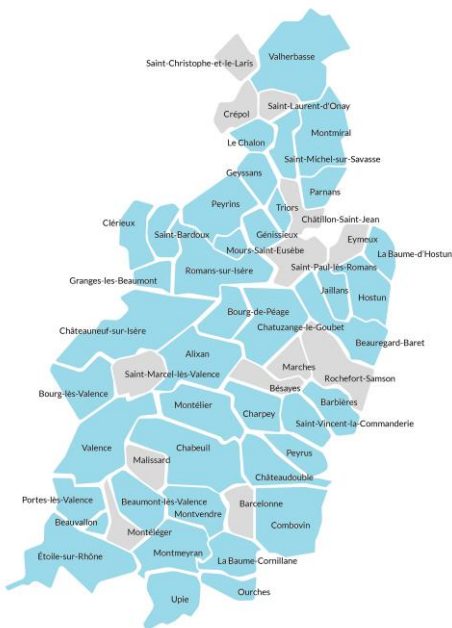 Valherbasse
Saint-Christophe-et-le-Laris
Saint-Laurent-d'Onay
Crépol
Montmiral
Le Chalon
Saint-Michel-sur-Savasse
Geyssans
Parnans
Peyrins
Triors
Châtillon-Saint-Jean
Clérieux
Saint-Bardoux
Génissieux
Eymeux
Mours-Saint-Eusèbe
La Baume-d'Hostun
Saint-Paul-lès-Romans
Romans-sur-Isère
Granges-les-Beaumont
Jaillans
Hostun
Bourg-de-Péage
Châteauneuf-sur-Isère
Chatuzange-le-Goubet
Beauregard-Baret
Alixan
Marches
Saint-Marcel-lès-Valence
Rochefort-Samson
Bésayes
Bourg-lès-Valence
Barbières
Montélier
Charpey
Saint-Vincent-la-Commanderie
Valence
Chabeuil
Peyrus
Malissard
Châteaudouble
Portes-lès-Valence
Beaumont-lès-Valence
Barcelonne
Montvendre
Beauvallon
Combovin
Montéléger
Étoile-sur-Rhône
Montmeyran
La Baume-Cornillane
Ourches
Upie